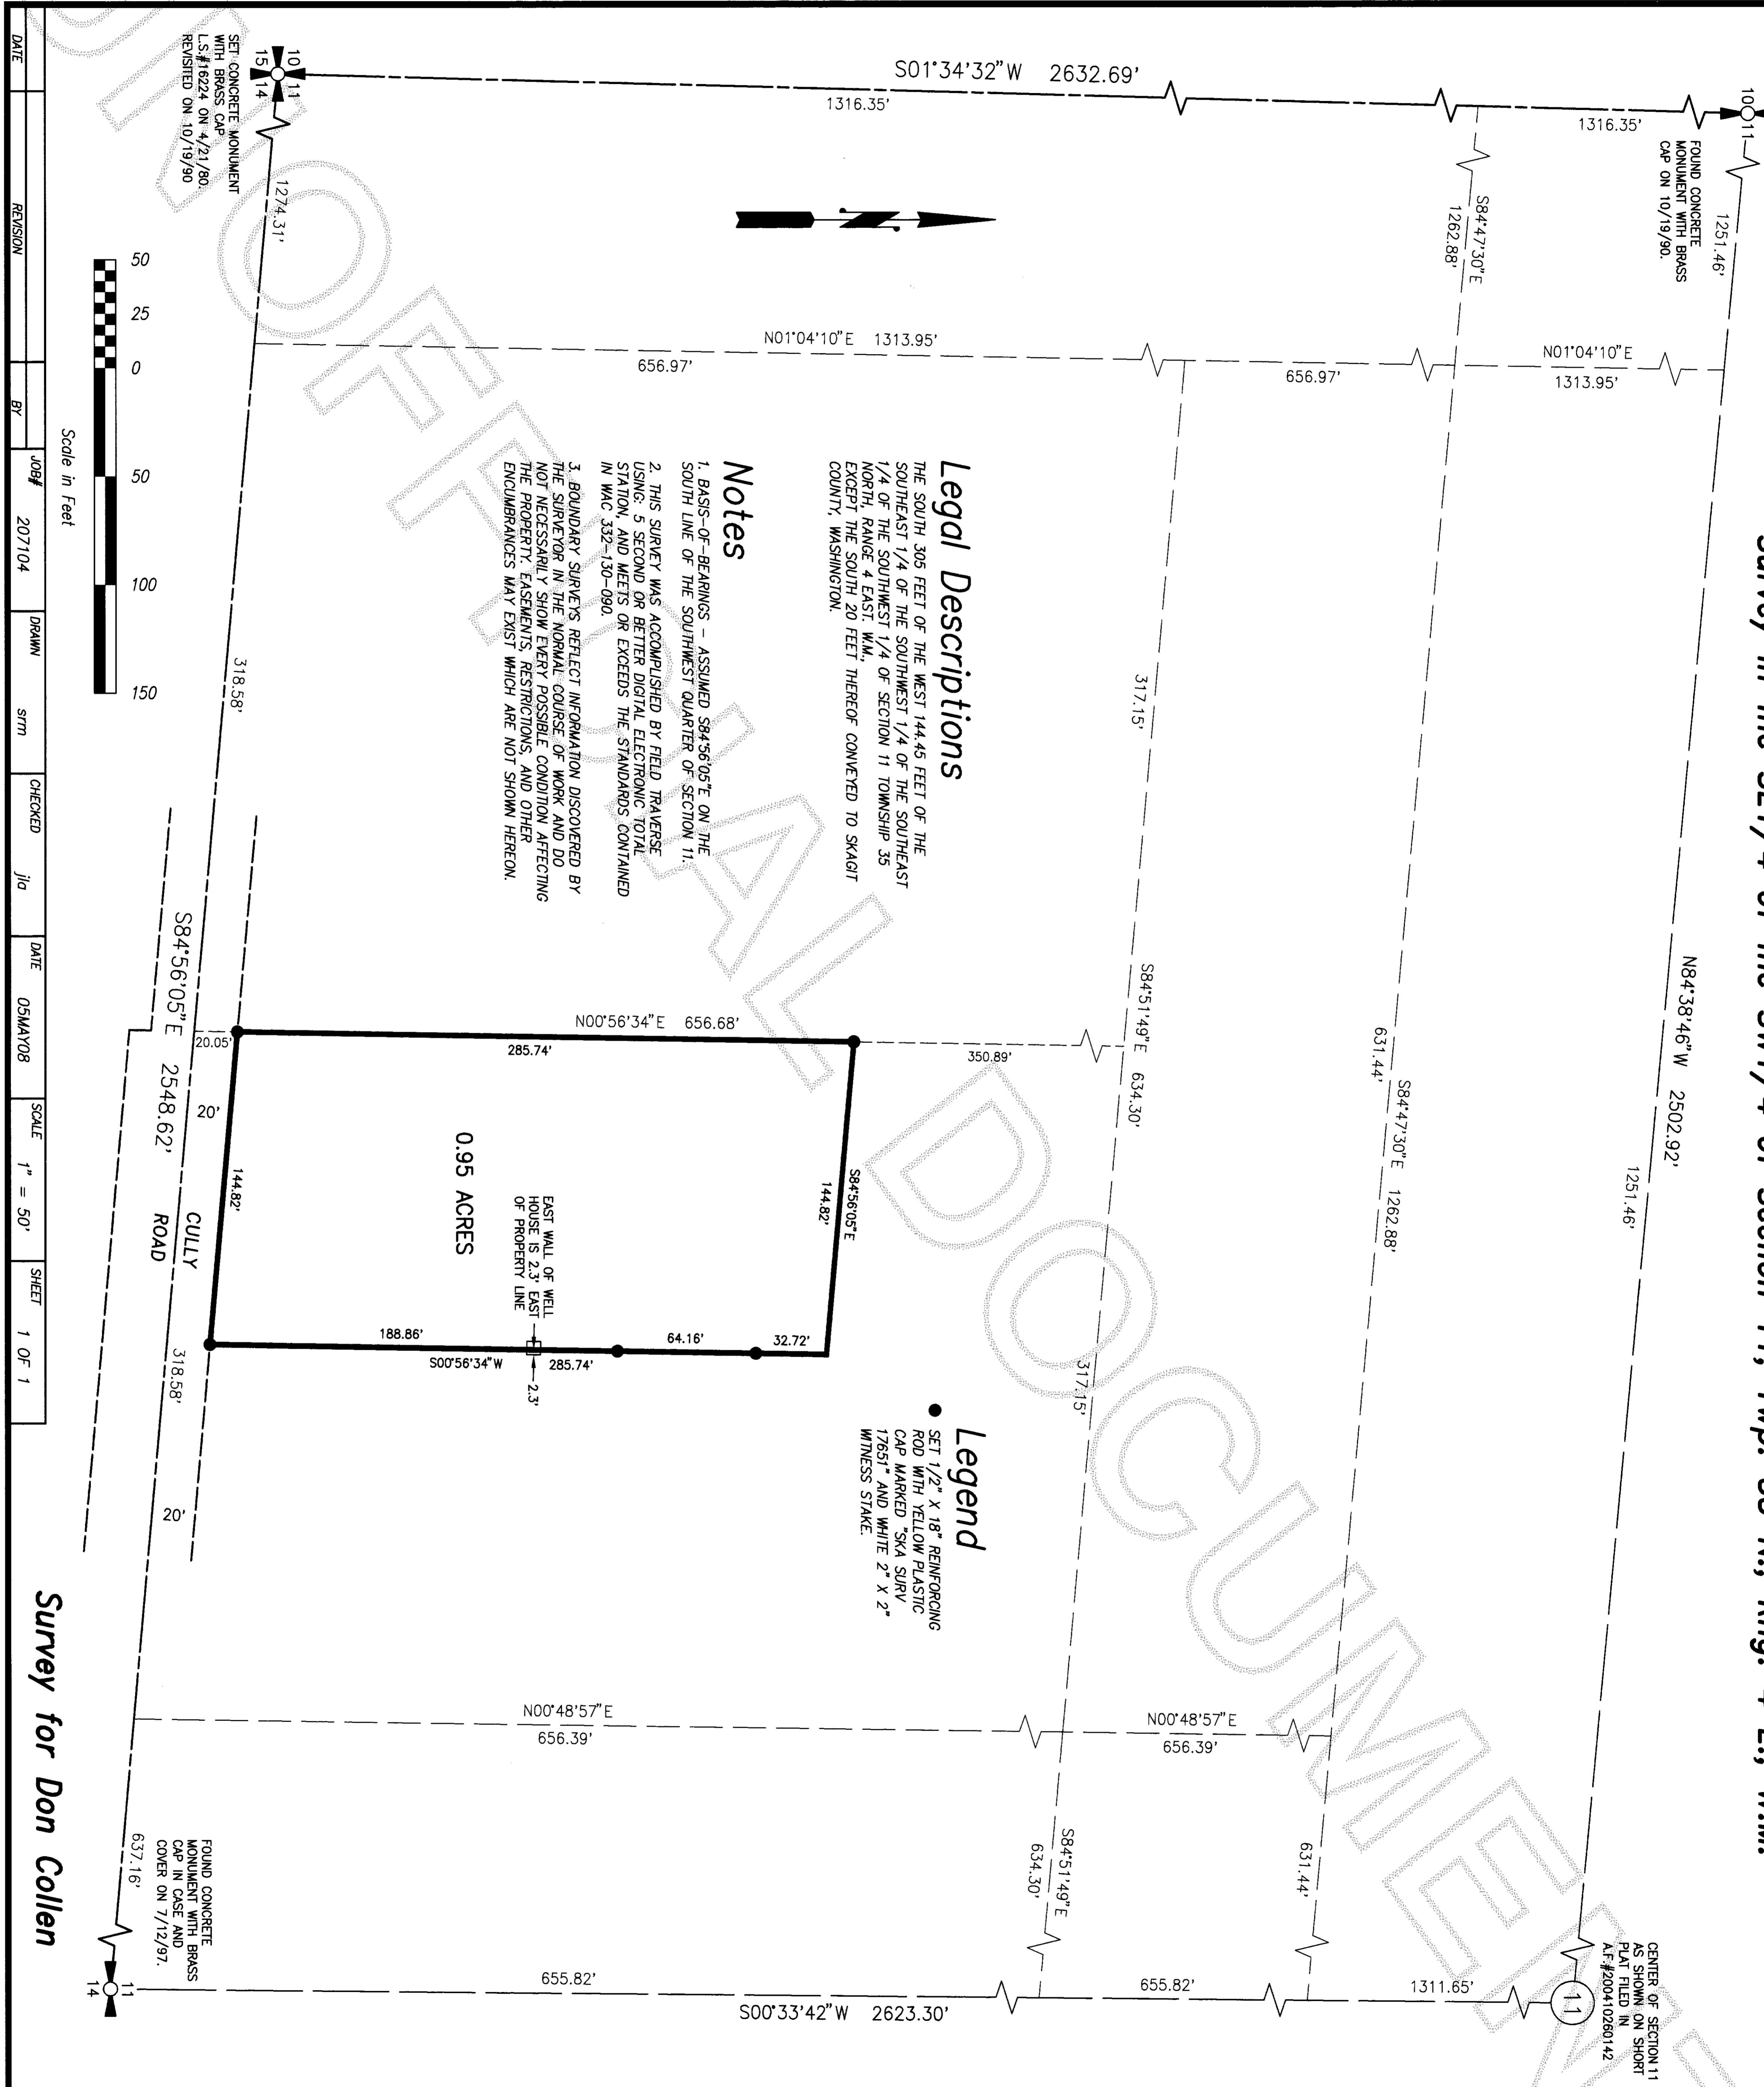 10
11
FOUND CONCRETE
MONUMENT WITH BRASS
CAP ON 10/19/90.
1251.46'
N84°38'46"W 2502.92'
1251.46'
CENTER OF SECTION 11
AS SHOWN ON SHORT
PLAT FILED IN
A.F.#200410260142
11
S01°34'32"W 2632.69'
1316.35'
1316.35'
S84°47'30"E
1262.88'
N01°04'10"E
1313.95'
N01°04'10"E 1313.95'
656.97'
656.97'
631.44'
S84°47'30"E 1262.88'
631.44'
317.15'
S84°51'49"E 634.30'
317.15'
S84°51'49"E
634.30'
N00°48'57"E
656.39'
N00°48'57"E
656.39'
1311.65'
655.82'
655.82'
S00°33'42"W 2623.30'
Legal Descriptions
THE SOUTH 305 FEET OF THE WEST 144.45 FEET OF THE
SOUTHEAST 1/4 OF THE SOUTHWEST 1/4 OF THE SOUTHEAST
1/4 OF THE SOUTHWEST 1/4 OF SECTION 11 TOWNSHIP 35
NORTH, RANGE 4 EAST. W.M.,
EXCEPT THE SOUTH 20 FEET THEREOF CONVEYED TO SKAGIT
COUNTY, WASHINGTON.
Notes
1. BASIS-OF-BEARINGS - ASSUMED S84°56'05"E ON THE
SOUTH LINE OF THE SOUTHWEST QUARTER OF SECTION 11.
2. THIS SURVEY WAS ACCOMPLISHED BY FIELD TRAVERSE
USING: 5 SECOND OR BETTER DIGITAL ELECTRONIC TOTAL
STATION, AND MEETS OR EXCEEDS THE STANDARDS CONTAINED
IN WAC 332-130-090.
3. BOUNDARY SURVEYS REFLECT INFORMATION DISCOVERED BY
THE SURVEYOR IN THE NORMAL COURSE OF WORK AND DO
NOT NECESSARILY SHOW EVERY POSSIBLE CONDITION AFFECTING
THE PROPERTY. EASEMENTS, RESTRICTIONS, AND OTHER
ENCUMBRANCES MAY EXIST WHICH ARE NOT SHOWN HEREON.
Legend
SET 1/2" X 18" REINFORCING
ROD WITH YELLOW PLASTIC
CAP MARKED "SKA SURV
17651" AND WHITE 2" X 2"
WITNESS STAKE.
350.89'
N00°56'34"E 656.68'
285.74'
S84°56'05"E
144.82'
32.72'
64.16'
188.86'
S00°56'34"W 285.74'
EAST WALL OF WELL
HOUSE IS 2.3' EAST
OF PROPERTY LINE
2.3'
0.95 ACRES
144.82'
20.05'
20'
20'
CULLY
ROAD
S84°56'05"E 2548.62'
318.58'
318.58'
1274.31'
637.16'
10 11
15 14
SET CONCRETE MONUMENT
WITH BRASS CAP
L.S.#16224 ON 4/21/80.
REVISITED ON 10/19/90
FOUND CONCRETE
MONUMENT WITH BRASS
CAP IN CASE AND
COVER ON 7/12/97.
11
14
50 25 0 50 100 150
Scale in Feet
Survey for Don Collen
DATE REVISION BY
JOB# 207104
DRAWN srm
CHECKED jla
DATE 05MAY08
SCALE 1" = 50'
SHEET 1 OF 1
UNOFFICIAL DOCUMENT